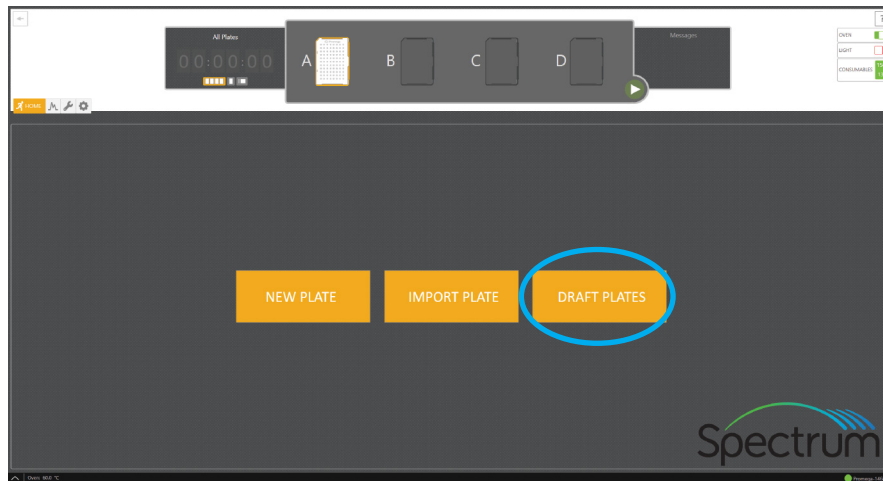 All Plates
Messages
00:00:00
A
B
C
D
OVEN
LIGHT
CONSUMABLES
HOME
NEW PLATE
IMPORT PLATE
DRAFT PLATES
Spectrum
Oven: 60.0 °C